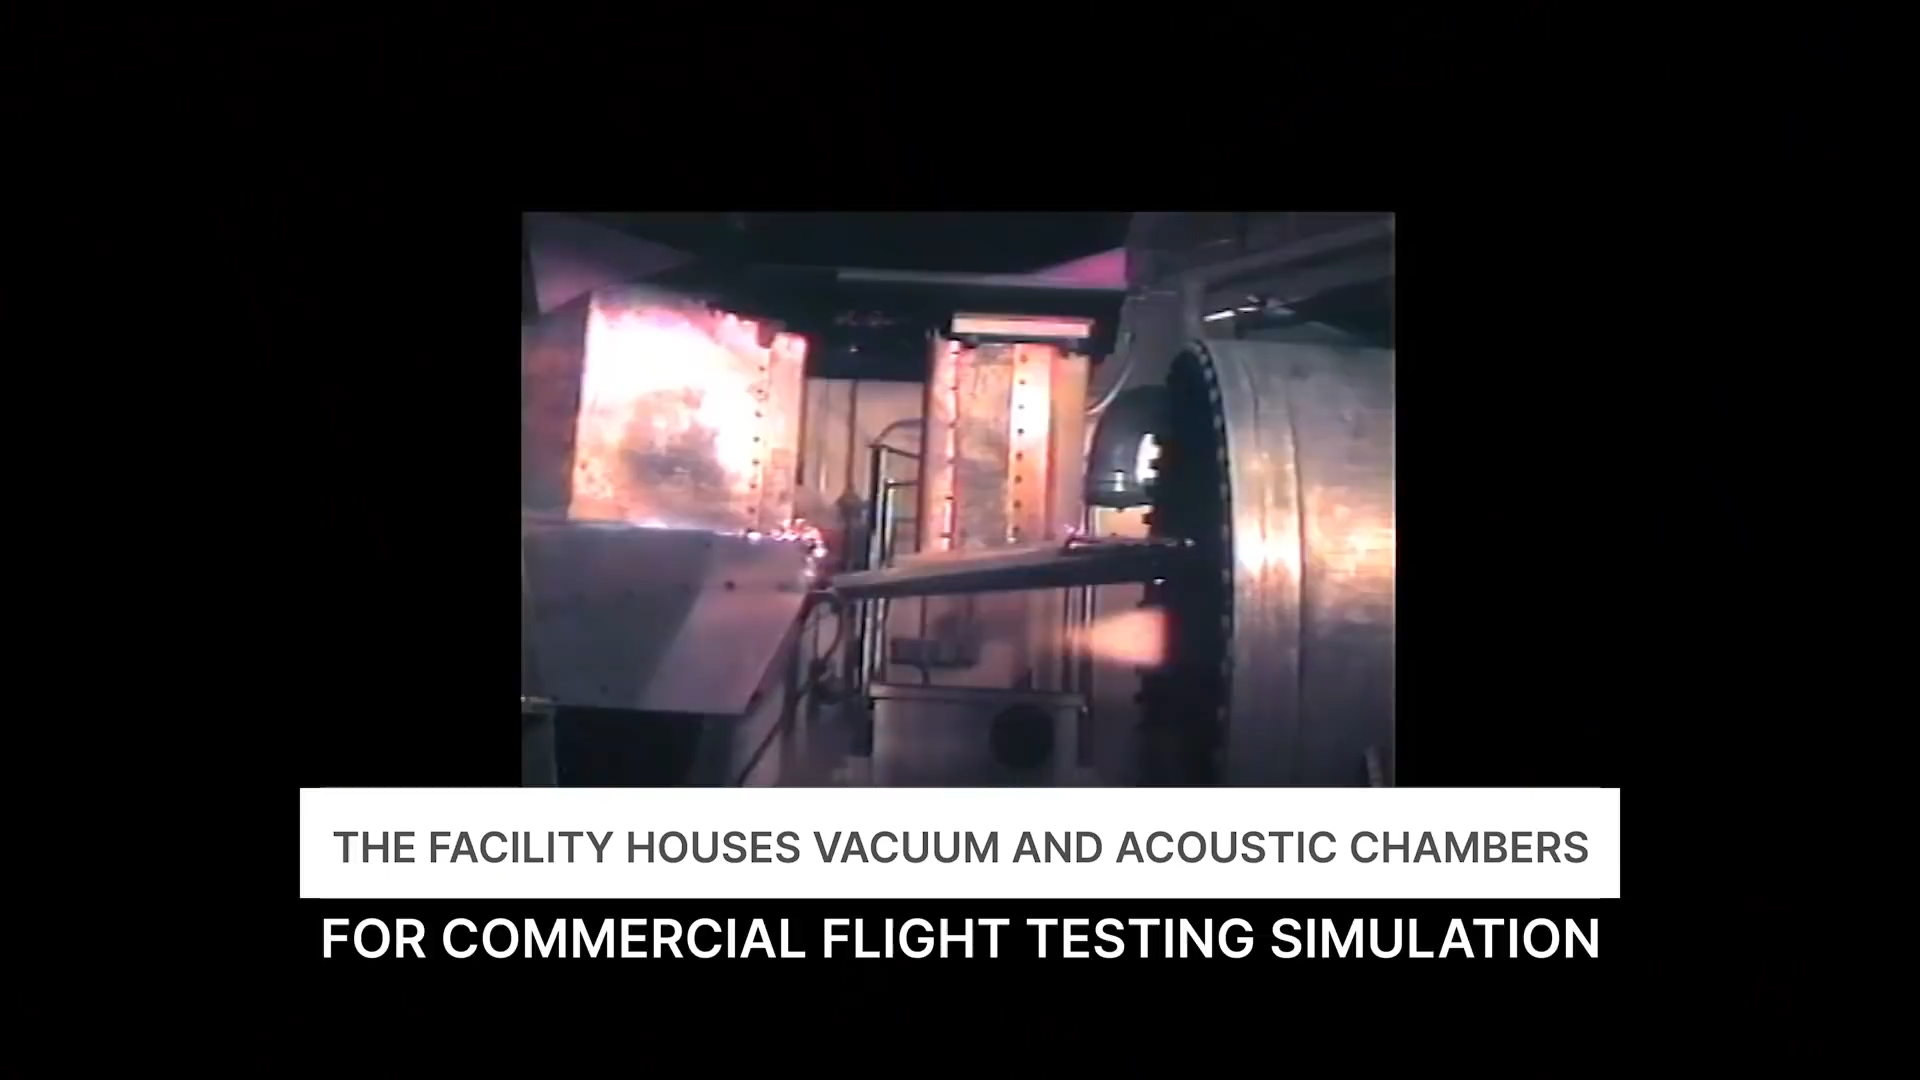 THE FACILITY HOUSES VACUUM AND ACOUSTIC CHAMBERS
FOR COMMERCIAL FLIGHT TESTING SIMULATION